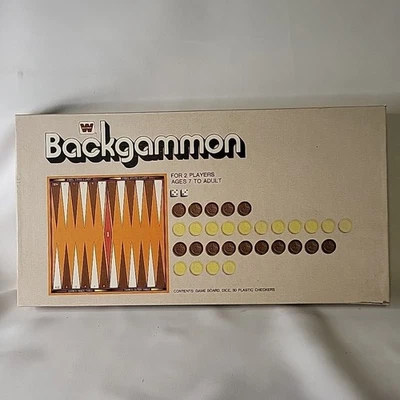 W
Backgammon
FOR 2 PLAYERS
AGES 7 TO ADULT
CONTENTS: GAME BOARD, DICE, 30 PLASTIC CHECKERS